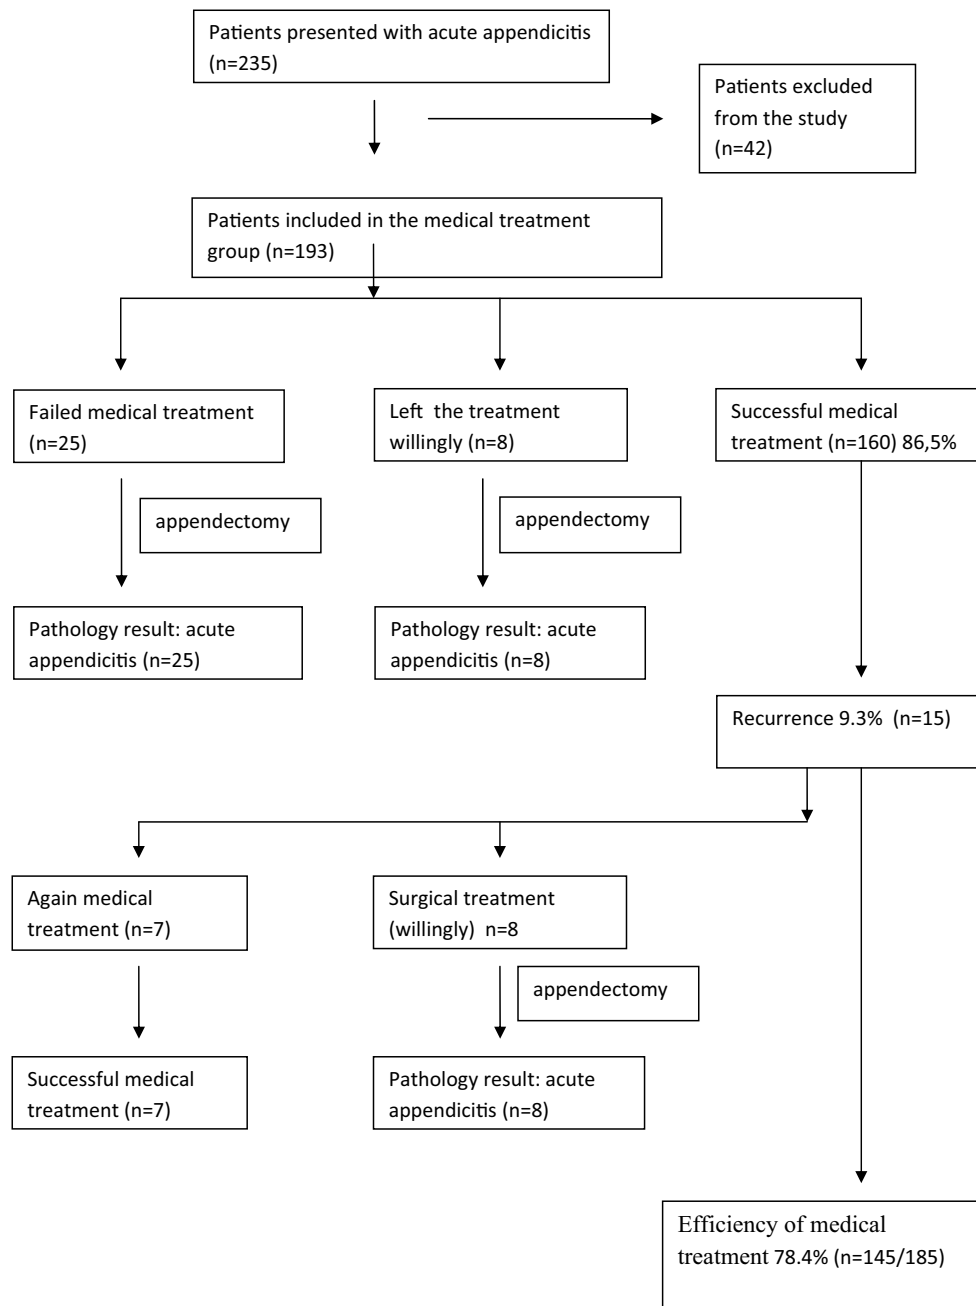 Patients presented with acute appendicitis
(n=235)
Patients excluded
from the study
(n=42)
Patients included in the medical treatment
group (n=193)
Failed medical treatment
(n=25)
Left the treatment
willingly (n=8)
Successful medical
treatment (n=160) 86,5%
appendectomy
appendectomy
Pathology result: acute
appendicitis (n=25)
Pathology result: acute
appendicitis (n=8)
Recurrence 9.3% (n=15)
Again medical
treatment (n=7)
Surgical treatment
(willingly) n=8
appendectomy
Successful medical
treatment (n=7)
Pathology result: acute
appendicitis (n=8)
Efficiency of medical
treatment 78.4% (n=145/185)